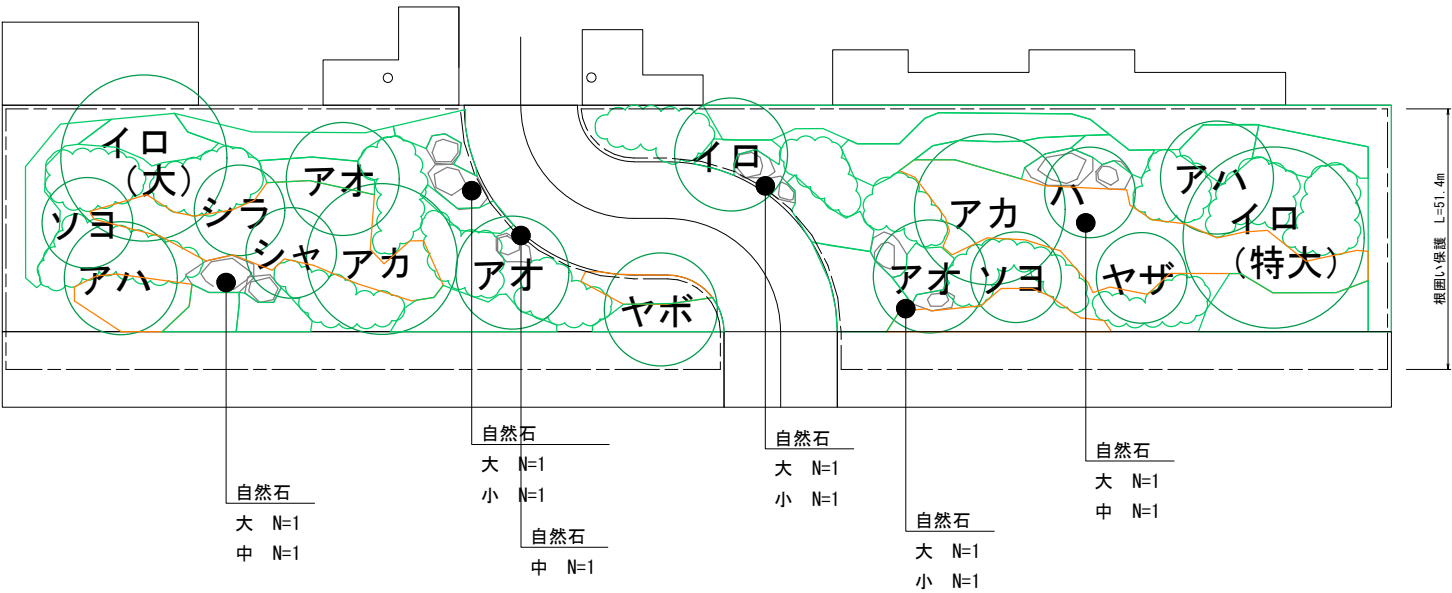 イロ
(大)
アオ
ソヨ
シラ
シャ
アカ
アハ
アオ
ヤボ
イロ
アカ
ハ
アハ
イロ
(特大)
アオ
ソヨ
ヤザ
根囲い保護 L=51.4m
自然石
大 N=1
中 N=1
自然石
大 N=1
小 N=1
自然石
中 N=1
自然石
大 N=1
小 N=1
自然石
大 N=1
小 N=1
自然石
大 N=1
中 N=1